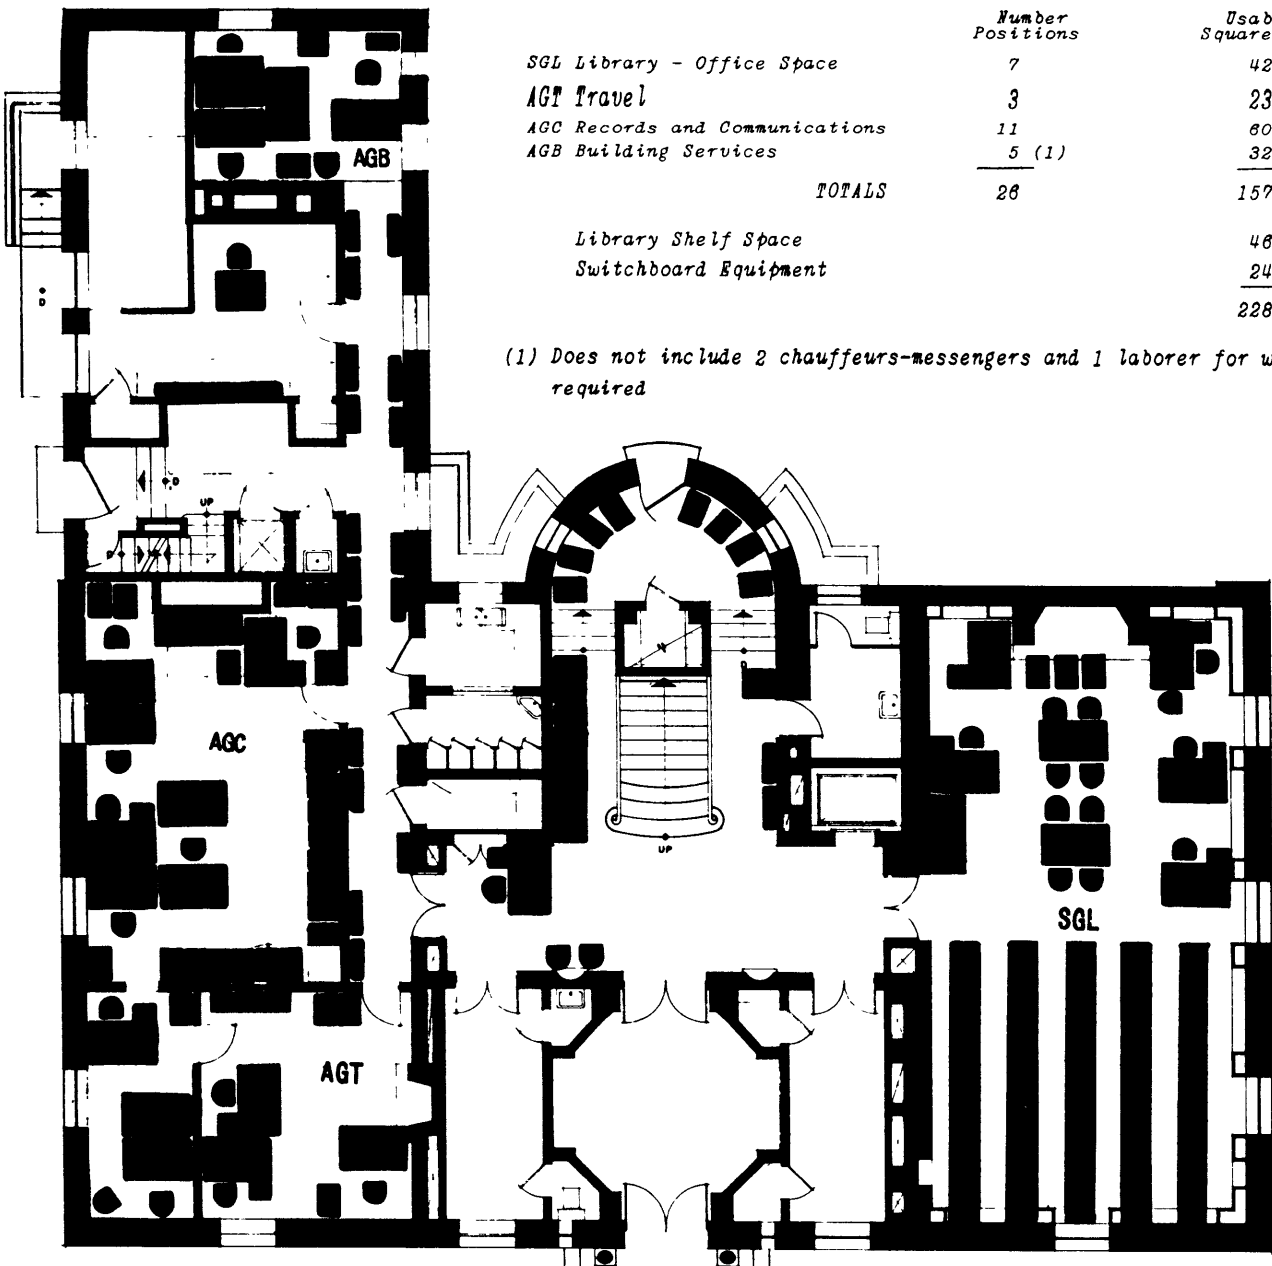 Number Usab
Positions Square
SGL Library - Office Space 7 42
AGT Travel 3 23
AGC Records and Communications 11 60
AGB Building Services 5 (1) 32
TOTALS 26 157
Library Shelf Space 46
Switchboard Equipment 24
228
(1) Does not include 2 chauffeurs-messengers and 1 laborer for w
required
AGB
D
D
UP
D
AGC
D
UP
SGL
AGT